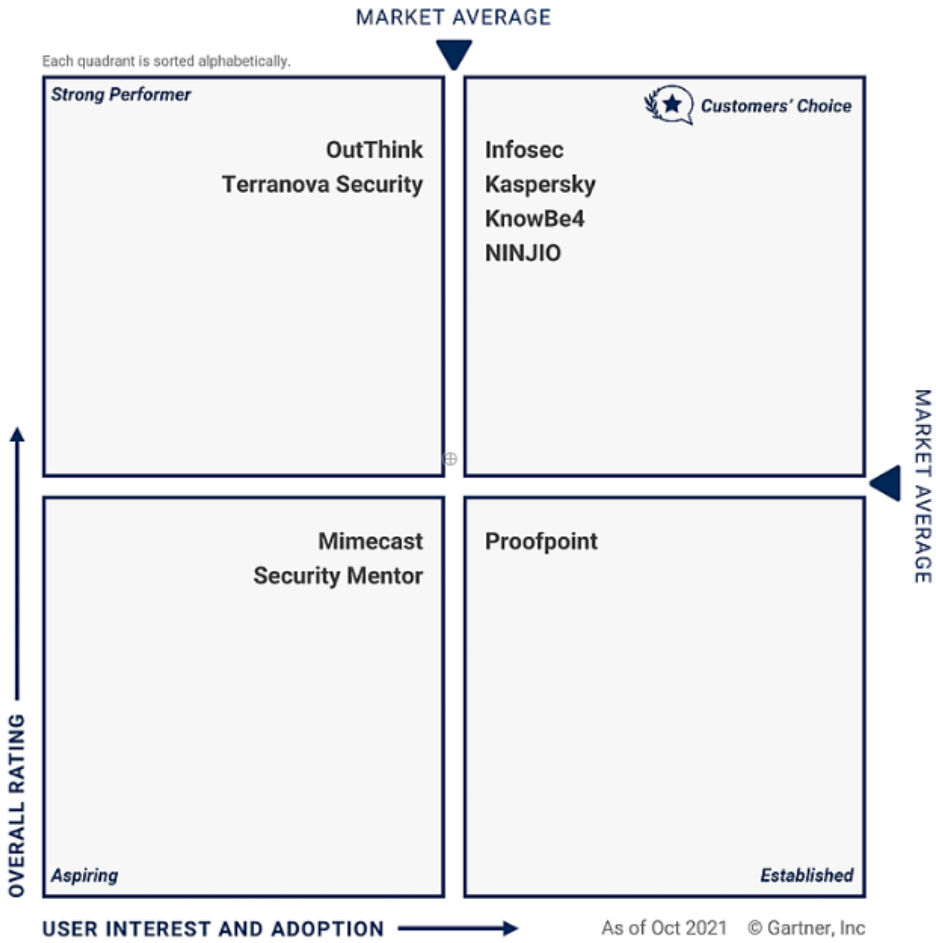 MARKET AVERAGE
Each quadrant is sorted alphabetically.
Strong Performer
OutThink
Terranova Security
Customers' Choice
Infosec
Kaspersky
KnowBe4
NINJIO
MARKET AVERAGE
Mimecast
Security Mentor
Aspiring
Proofpoint
Established
OVERALL RATING
USER INTEREST AND ADOPTION
As of Oct 2021 © Gartner, Inc